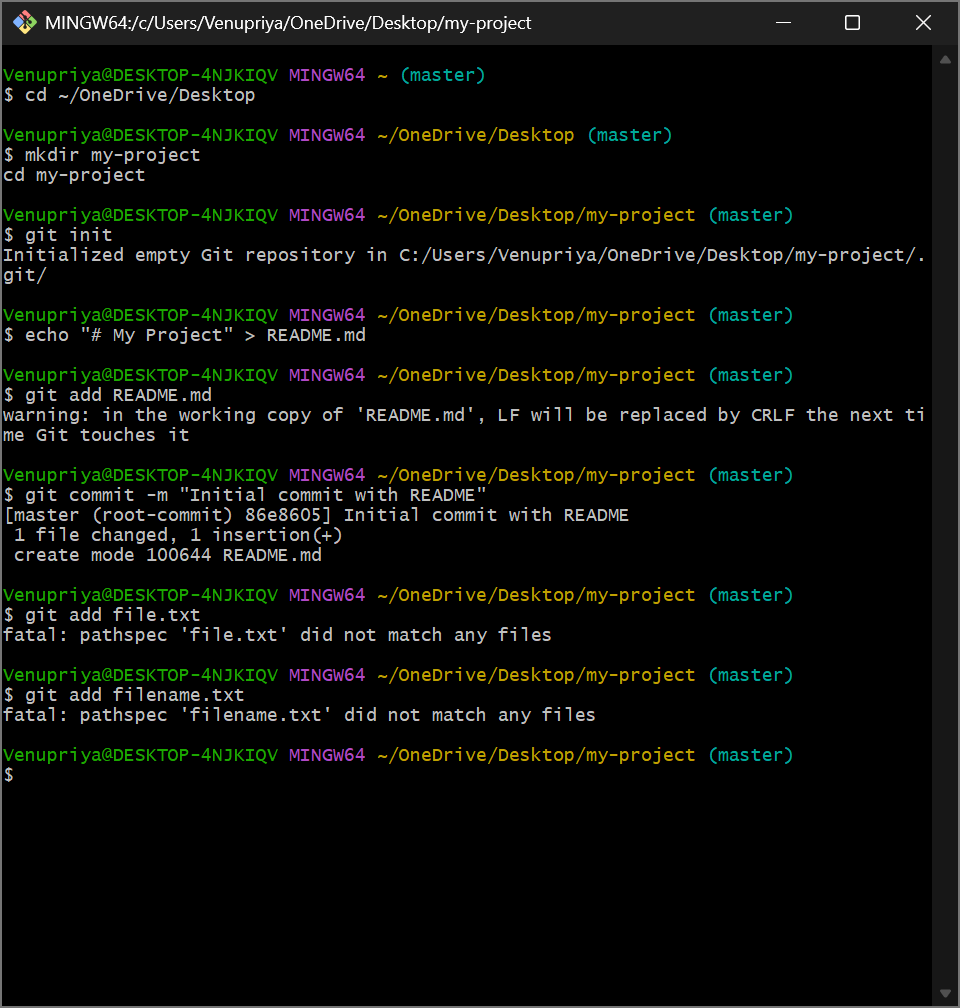 MINGW64:/c/Users/Venupriya/OneDrive/Desktop/my-project
Venupriya@DESKTOP-4NJKIQV MINGW64 ~ (master)
$ cd ~/OneDrive/Desktop
Venupriya@DESKTOP-4NJKIQV MINGW64 ~/OneDrive/Desktop (master)
$ mkdir my-project
cd my-project
Venupriya@DESKTOP-4NJKIQV MINGW64 ~/OneDrive/Desktop/my-project (master)
$ git init
Initialized empty Git repository in C:/Users/Venupriya/OneDrive/Desktop/my-project/.
git/
Venupriya@DESKTOP-4NJKIQV MINGW64 ~/OneDrive/Desktop/my-project (master)
$ echo "# My Project" > README.md
Venupriya@DESKTOP-4NJKIQV MINGW64 ~/OneDrive/Desktop/my-project (master)
$ git add README.md
warning: in the working copy of 'README.md', LF will be replaced by CRLF the next ti
me Git touches it
Venupriya@DESKTOP-4NJKIQV MINGW64 ~/OneDrive/Desktop/my-project (master)
$ git commit -m "Initial commit with README"
[master (root-commit) 86e8605] Initial commit with README
 1 file changed, 1 insertion(+)
 create mode 100644 README.md
Venupriya@DESKTOP-4NJKIQV MINGW64 ~/OneDrive/Desktop/my-project (master)
$ git add file.txt
fatal: pathspec 'file.txt' did not match any files
Venupriya@DESKTOP-4NJKIQV MINGW64 ~/OneDrive/Desktop/my-project (master)
$ git add filename.txt
fatal: pathspec 'filename.txt' did not match any files
Venupriya@DESKTOP-4NJKIQV MINGW64 ~/OneDrive/Desktop/my-project (master)
$